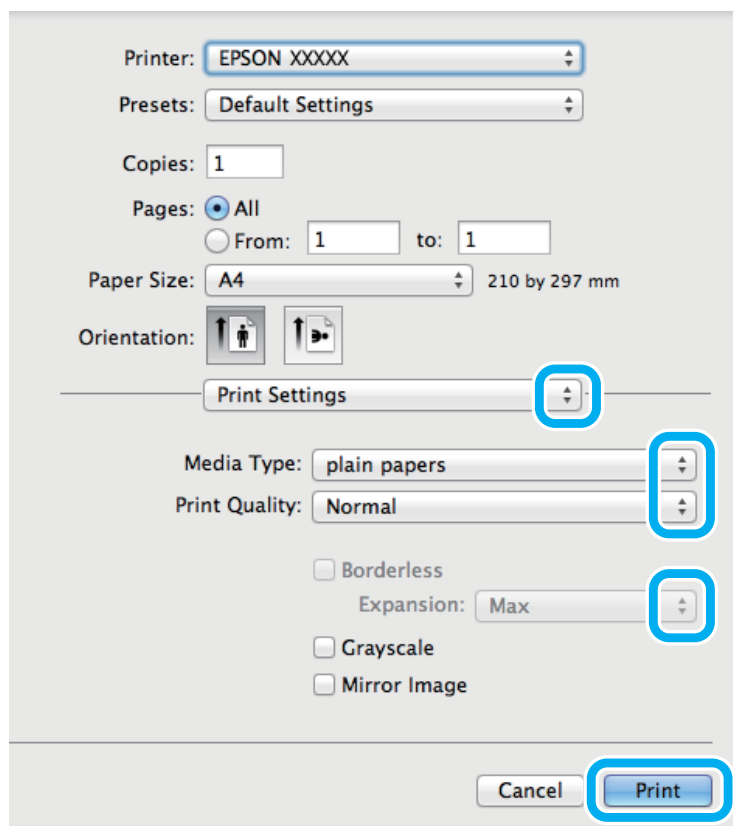 Printer: EPSON XXXXX
Presets: Default Settings
Copies: 1
Pages: All
From: 1 to: 1
Paper Size: A4 210 by 297 mm
Orientation:
Print Settings
Media Type: plain papers
Print Quality: Normal
Borderless
Expansion: Max
Grayscale
Mirror Image
Cancel Print